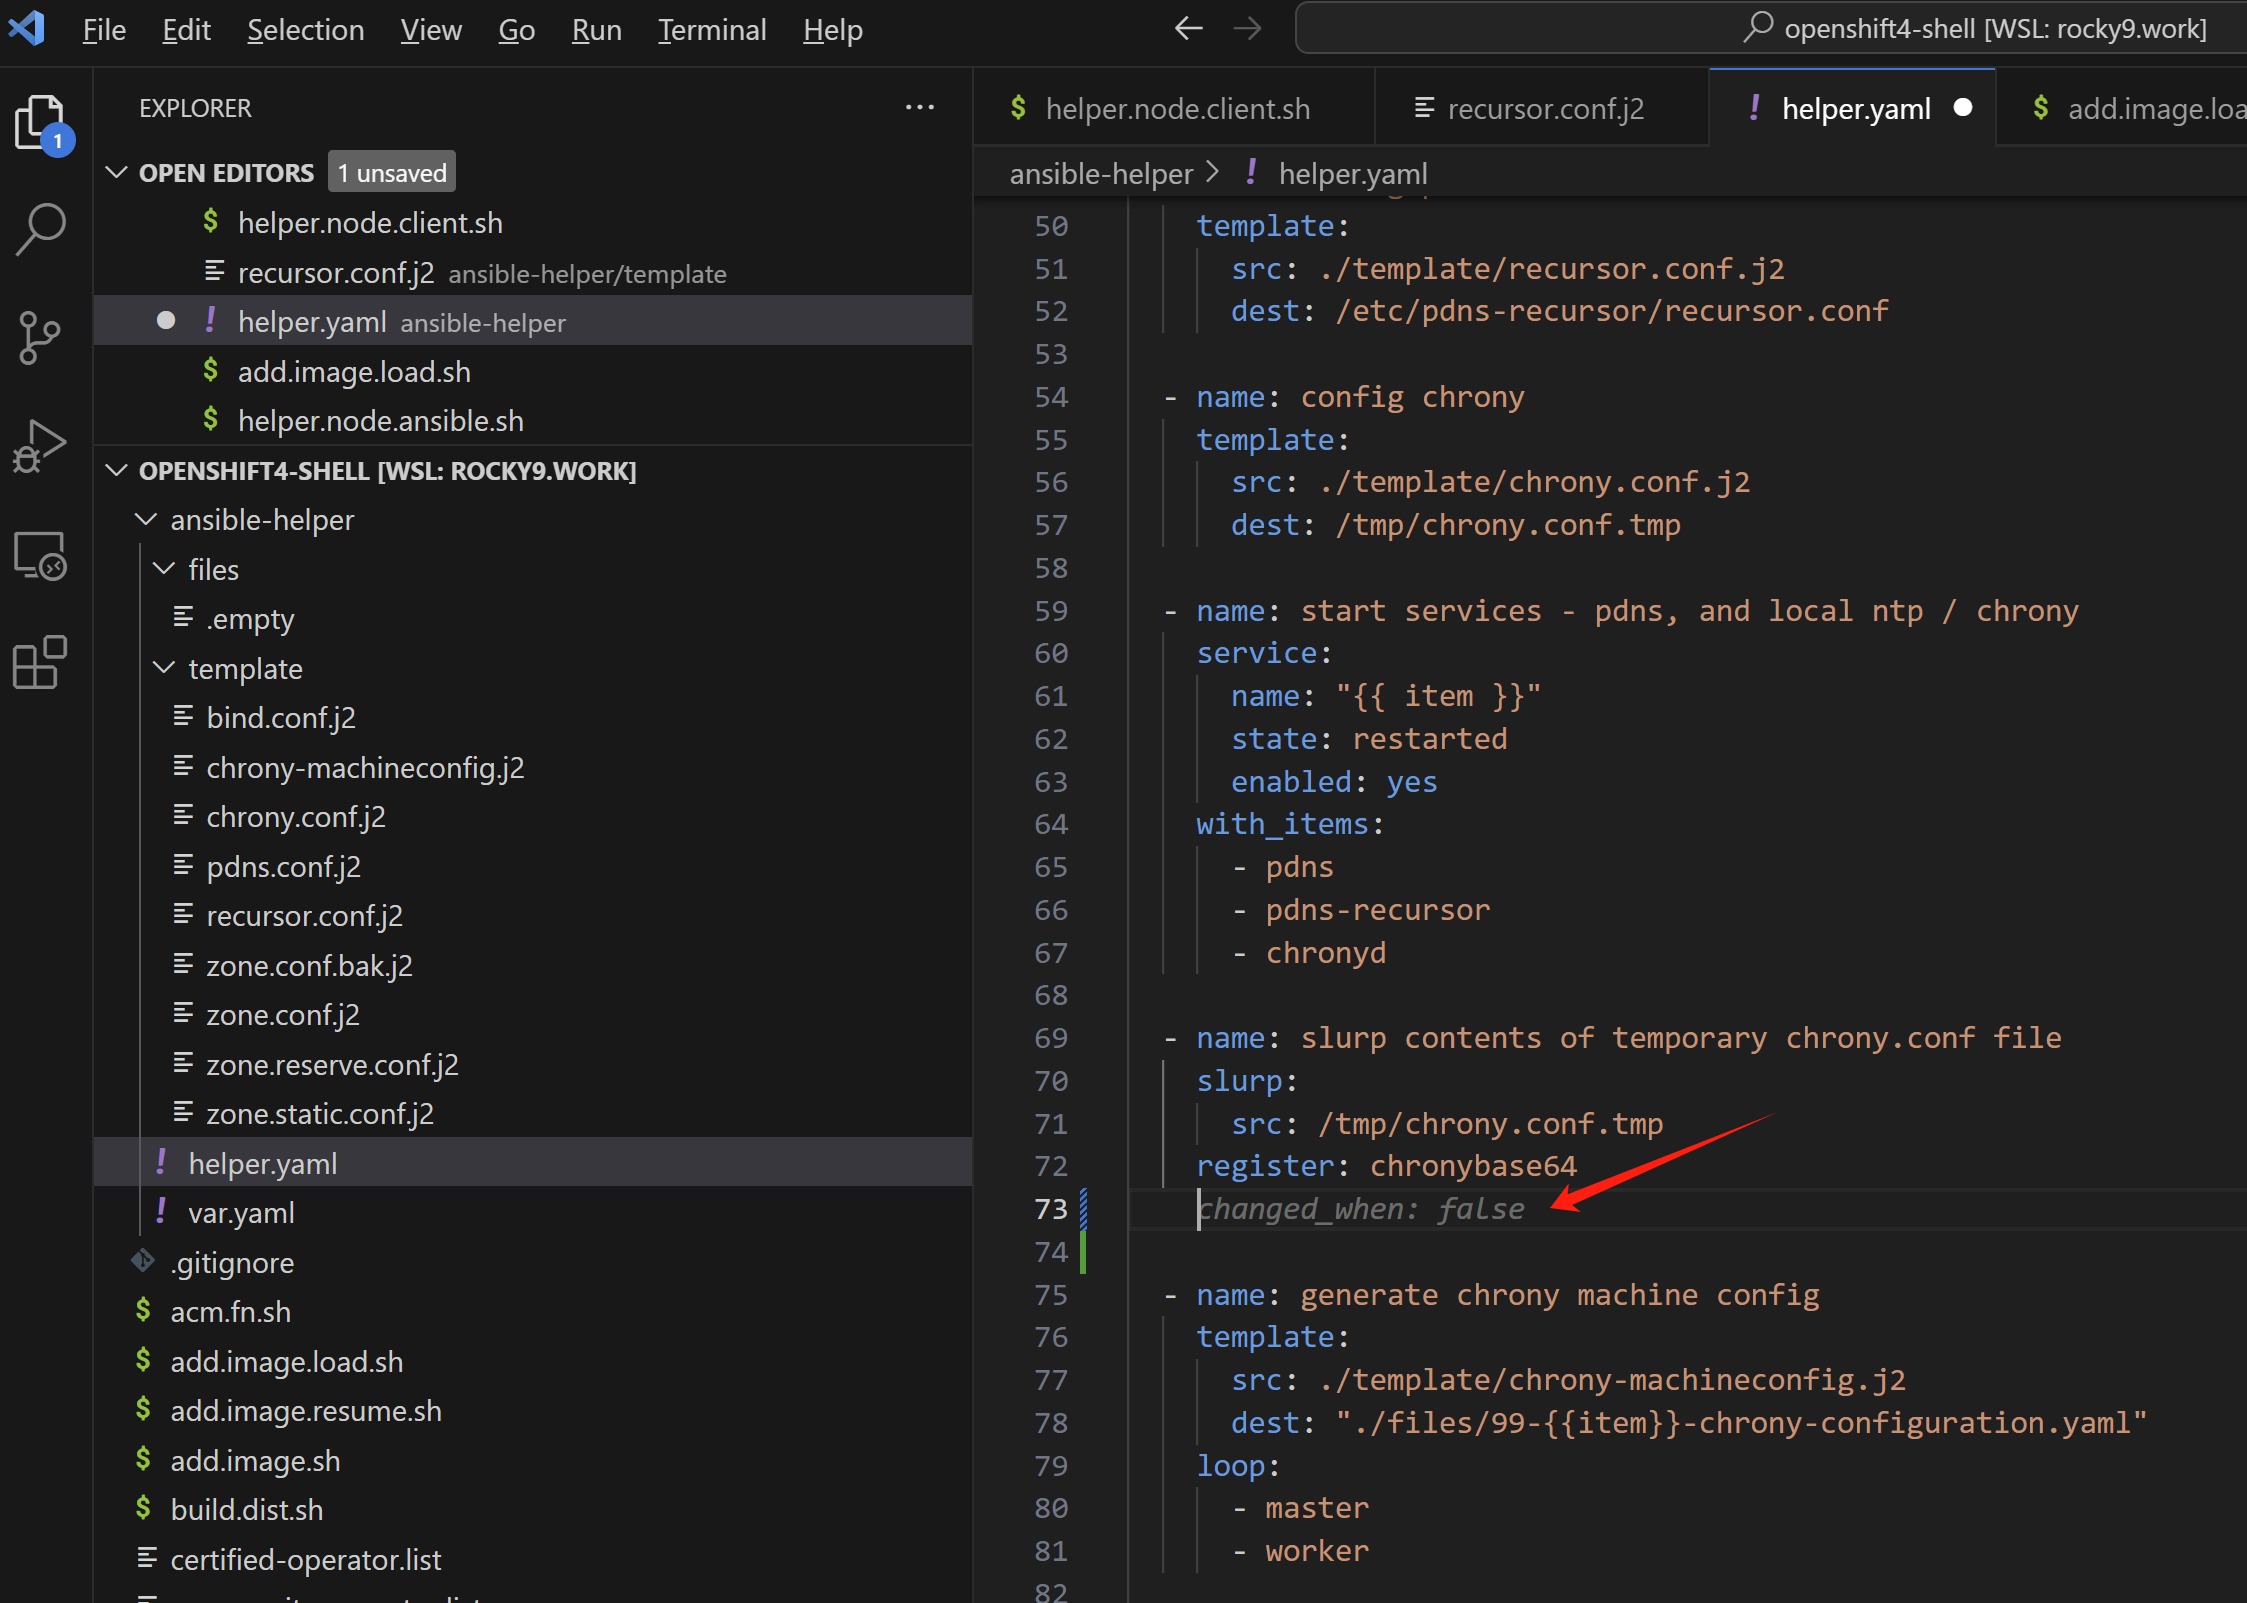 File Edit Selection View Go Run Terminal Help
openshift4-shell [WSL: rocky9.work]
1
EXPLORER
OPEN EDITORS 1 unsaved
$ helper.node.client.sh
recursor.conf.j2 ansible-helper/template
! helper.yaml ansible-helper
$ add.image.load.sh
$ helper.node.ansible.sh
OPENSHIFT4-SHELL [WSL: ROCKY9.WORK]
ansible-helper
files
.empty
template
bind.conf.j2
chrony-machineconfig.j2
chrony.conf.j2
pdns.conf.j2
recursor.conf.j2
zone.conf.bak.j2
zone.conf.j2
zone.reserve.conf.j2
zone.static.conf.j2
! helper.yaml
! var.yaml
.gitignore
$ acm.fn.sh
$ add.image.load.sh
$ add.image.resume.sh
$ add.image.sh
$ build.dist.sh
certified-operator.list
$ helper.node.client.sh recursor.conf.j2 ! helper.yaml $ add.image.loa
ansible-helper > ! helper.yaml
50 template:
51 src: ./template/recursor.conf.j2
52 dest: /etc/pdns-recursor/recursor.conf
53
54 - name: config chrony
55 template:
56 src: ./template/chrony.conf.j2
57 dest: /tmp/chrony.conf.tmp
58
59 - name: start services - pdns, and local ntp / chrony
60 service:
61 name: "{{ item }}"
62 state: restarted
63 enabled: yes
64 with_items:
65 - pdns
66 - pdns-recursor
67 - chronyd
68
69 - name: slurp contents of temporary chrony.conf file
70 slurp:
71 src: /tmp/chrony.conf.tmp
72 register: chronybase64
73 changed_when: false
74
75 - name: generate chrony machine config
76 template:
77 src: ./template/chrony-machineconfig.j2
78 dest: "./files/99-{{item}}-chrony-configuration.yaml"
79 loop:
80 - master
81 - worker
82